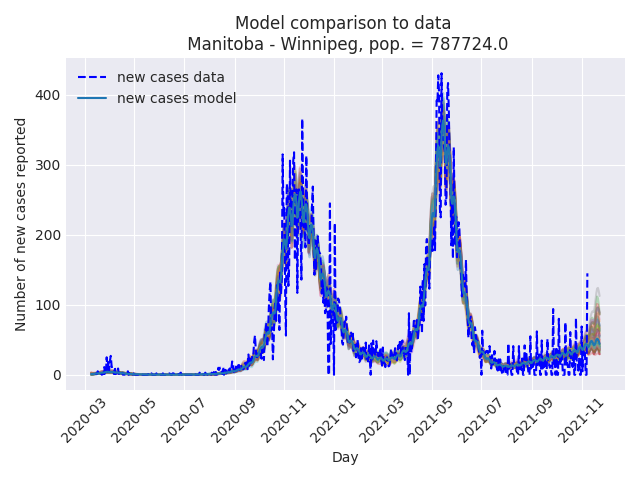 Model comparison to data
Manitoba - Winnipeg, pop. = 787724.0
new cases data
new cases model
Number of new cases reported
400
300
200
100
0
2020-03
2020-05
2020-07
2020-09
2020-11
2021-01
2021-03
2021-05
2021-07
2021-09
2021-11
Day